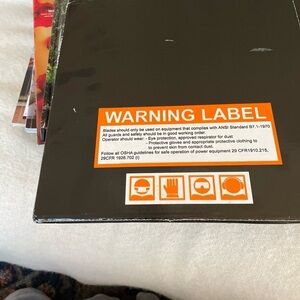 WARNING LABEL
Blades should only be used on equipment that complies with ANSI Standard B7.1-1970
All guards and safety should be in good working order.
Operator should wear: - Eye protection, approved respirator for dust
- Protective gloves and appropriate protective clothing to
to prevent skin from contact dust.
Follow all OSHA guidelines for safe operation of power equipment 29 CFR1910.215,
29CFR 1926.702 (i)